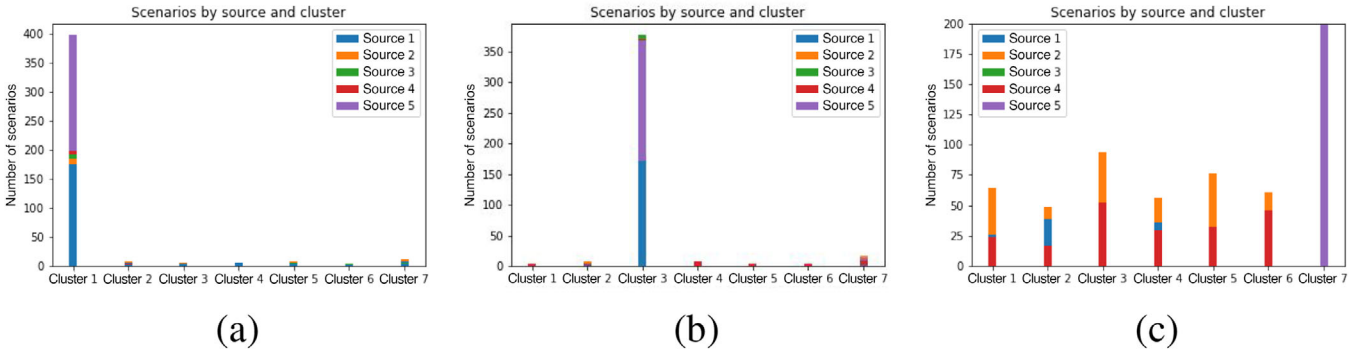 Scenarios by source and cluster
Number of scenarios
400
350
300
250
200
150
100
50
0
Source 1
Source 2
Source 3
Source 4
Source 5
Cluster 1 Cluster 2 Cluster 3 Cluster 4 Cluster 5 Cluster 6 Cluster 7
(a)
Scenarios by source and cluster
Number of scenarios
350
300
250
200
150
100
50
0
Source 1
Source 2
Source 3
Source 4
Source 5
Cluster 1 Cluster 2 Cluster 3 Cluster 4 Cluster 5 Cluster 6 Cluster 7
(b)
Scenarios by source and cluster
Number of scenarios
200
175
150
125
100
75
50
25
0
Source 1
Source 2
Source 3
Source 4
Source 5
Cluster 1 Cluster 2 Cluster 3 Cluster 4 Cluster 5 Cluster 6 Cluster 7
(c)